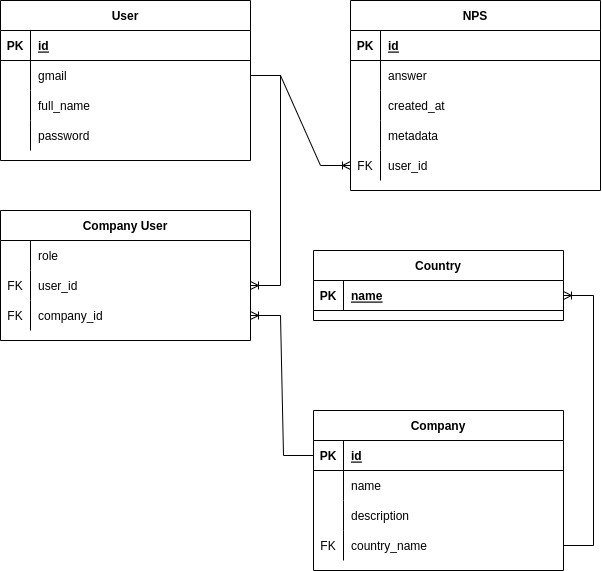 User
PK id
gmail
full_name
password
NPS
PK id
answer
created_at
metadata
FK user_id
Company User
role
FK user_id
FK company_id
Country
PK name
Company
PK id
name
description
FK country_name